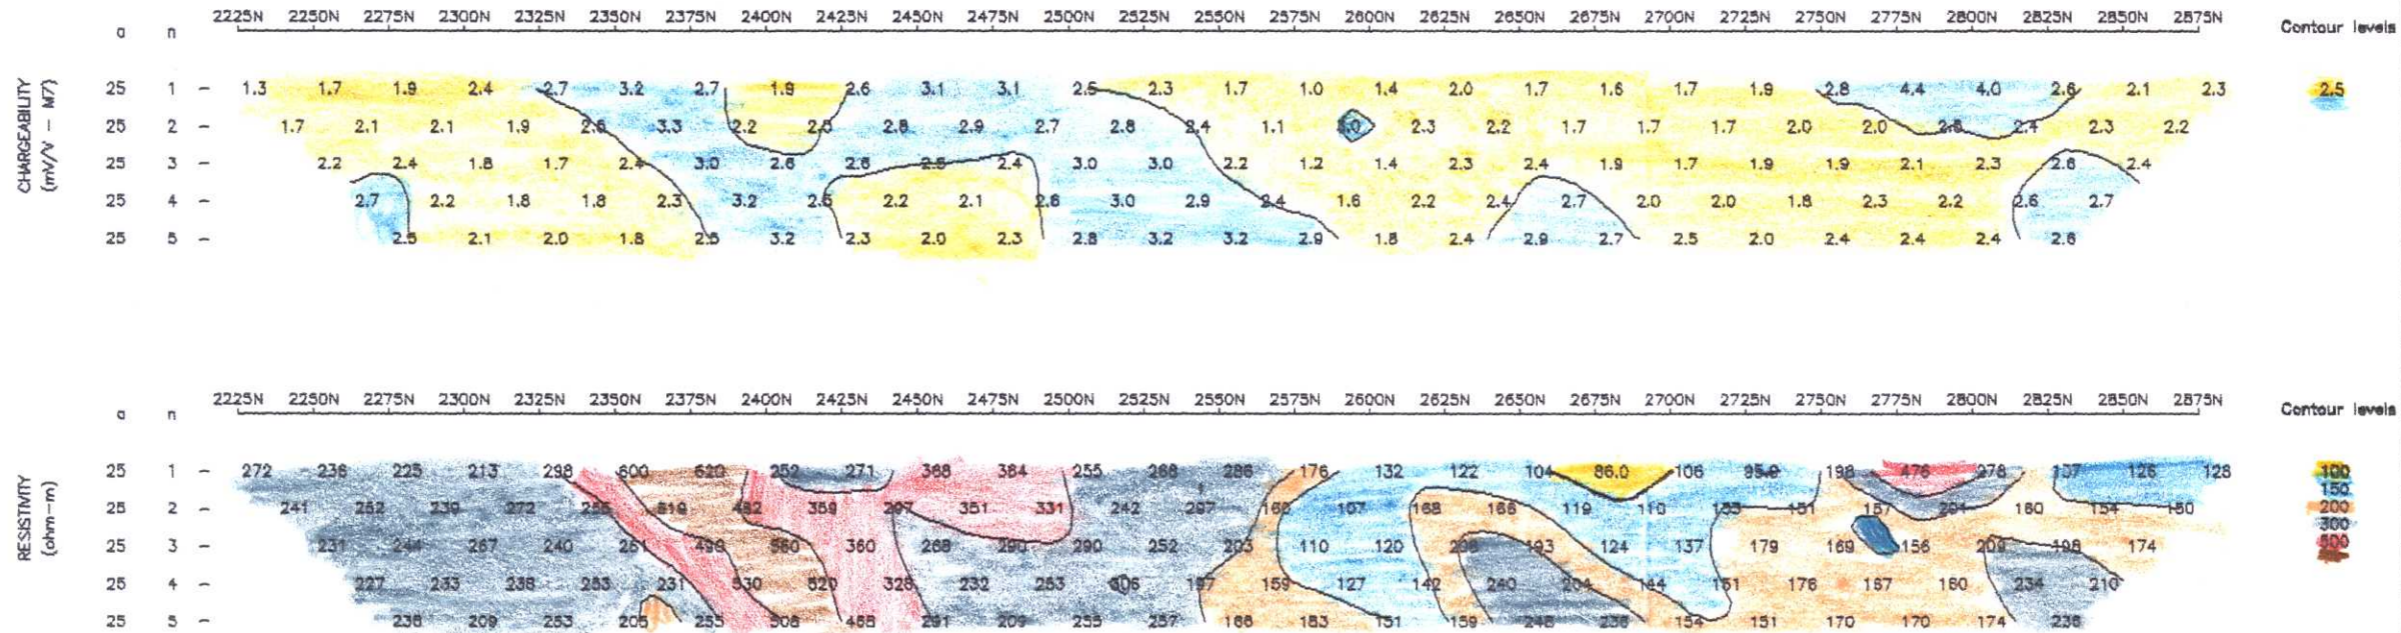 2225N 2250N 2275N 2300N 2325N 2350N 2375N 2400N 2425N 2450N 2475N 2500N 2525N 2550N 2575N 2600N 2625N 2650N 2675N 2700N 2725N 2750N 2775N 2800N 2825N 2850N 2875N
Contour levels
a n
CHARGEABILITY
(mV/V - M7)
25 1 - 1.3 1.7 1.9 2.4 2.7 3.2 2.7 1.9 2.6 3.1 3.1 2.3 1.7 1.0 1.4 2.0 1.7 1.6 1.7 1.9 2.8 4.4 4.0 2.6 2.1 2.3
2.5
25 2 - 1.7 2.1 2.1 1.9 3.3 2.2 2.8 2.9 2.7 2.8 2.4 1.1 2.3 2.2 1.7 1.7 1.7 2.0 2.0 2.4 2.3 2.2
25 3 - 2.2 2.4 1.8 1.7 2.4 3.0 2.6 2.6 2.5 2.4 3.0 3.0 2.2 1.2 1.4 2.3 2.4 1.9 1.7 1.9 1.9 2.1 2.3 2.6 2.4
25 4 - 2.7 2.2 1.8 1.8 2.3 3.2 2.5 2.2 2.1 2.6 3.0 2.9 2.4 1.6 2.2 2.4 2.7 2.0 2.0 1.8 2.3 2.2 2.6 2.7
25 5 - 2.5 2.1 2.0 1.8 2.5 3.2 2.3 2.0 2.3 2.8 3.2 3.2 2.9 1.8 2.4 2.9 2.7 2.5 2.0 2.4 2.4 2.4 2.6
2225N 2250N 2275N 2300N 2325N 2350N 2375N 2400N 2425N 2450N 2475N 2500N 2525N 2550N 2575N 2600N 2625N 2650N 2675N 2700N 2725N 2750N 2775N 2800N 2825N 2850N 2875N
Contour levels
a n
RESISTIVITY
(ohm-m)
25 1 - 272 236 225 213 298 600 620 252 271 368 384 255 268 286 176 132 122 104 86.0 106 198 476 278 126 128
100
150
200
300
25 2 - 241 252 239 272 359 351 331 242 107 168 166 119 110 151 157 201 160 154
25 3 - 231 244 267 240 251 490 560 360 268 290 290 252 203 110 120 193 124 137 179 169 156 209 198 174
25 4 - 227 233 238 253 231 530 520 328 232 253 197 159 127 142 240 204 144 151 176 167 180 234 210
25 5 - 238 209 253 205 255 508 291 209 255 257 183 151 159 154 151 170 170 174